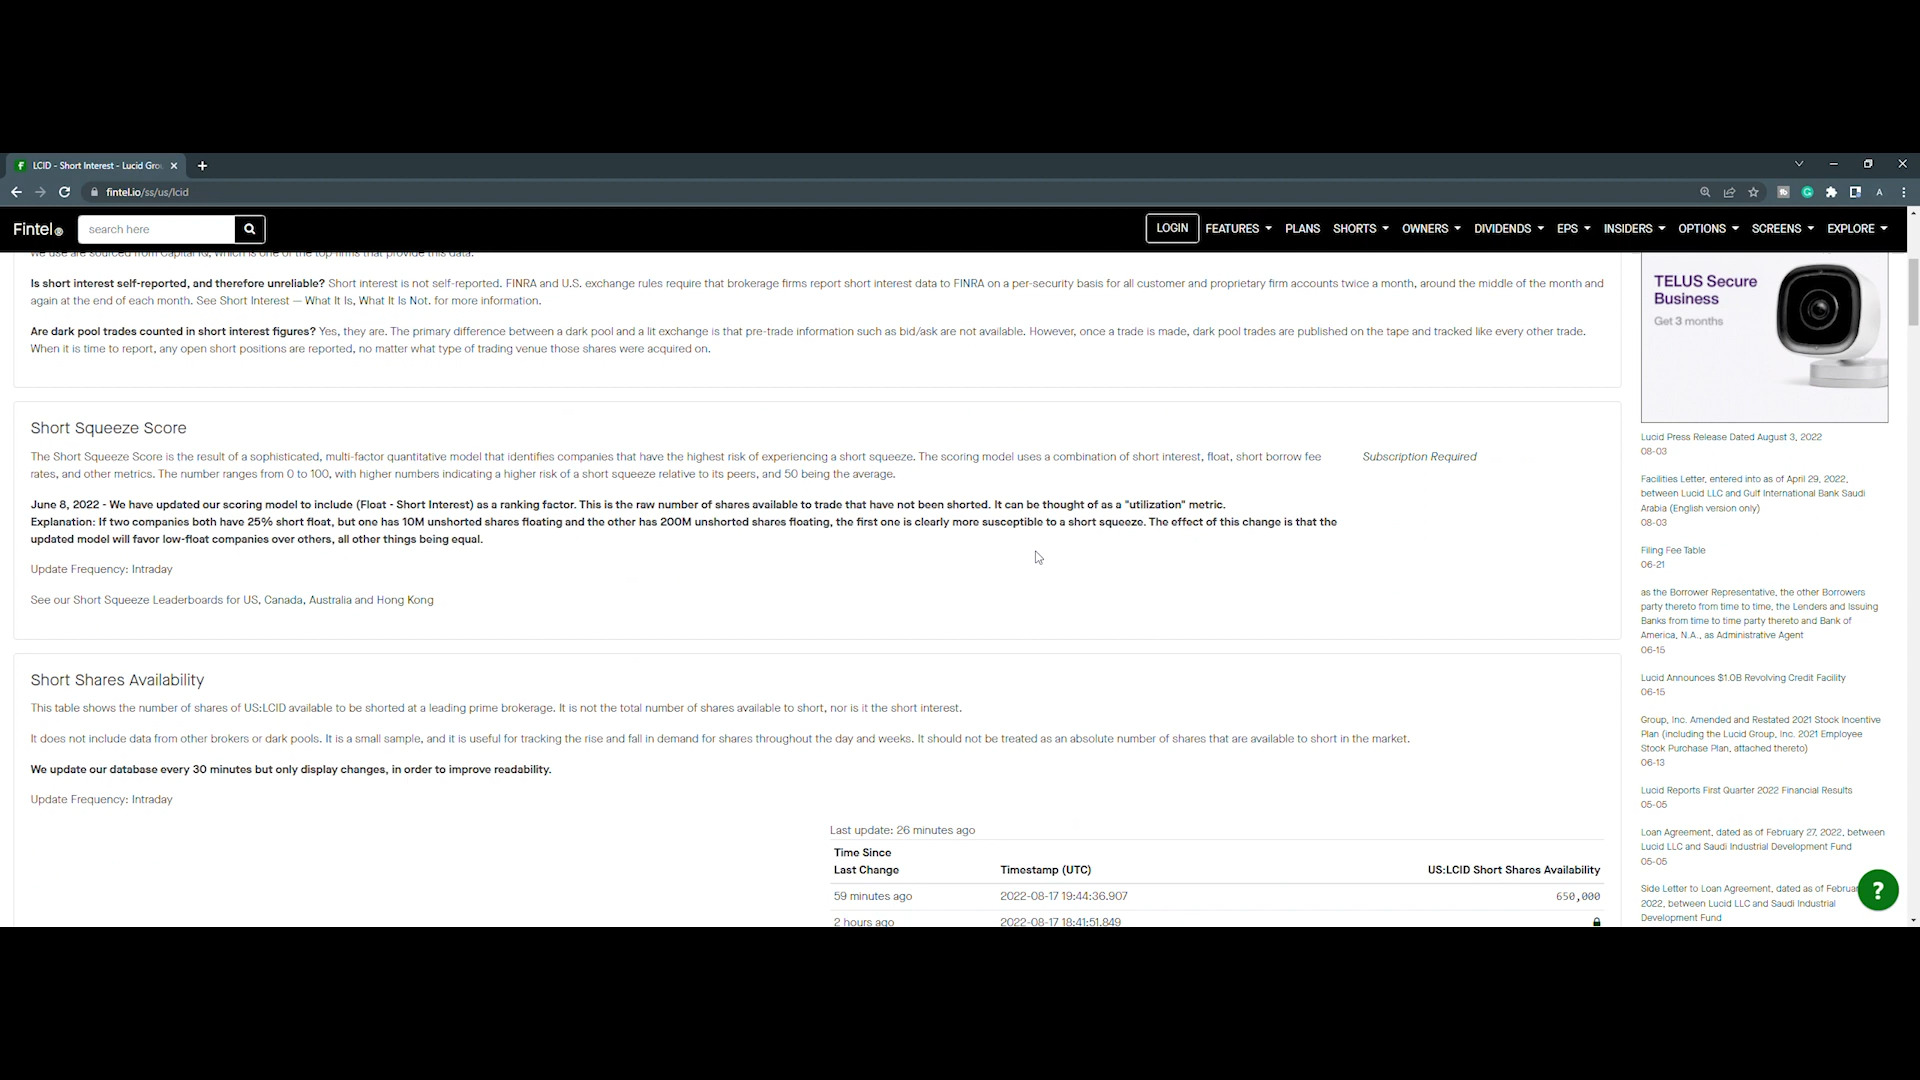 LCID - Short Interest - Lucid Gro
fintel.io/ss/us/lcid
A
Fintel®
search here
LOGIN
FEATURES
PLANS
SHORTS
OWNERS
DIVIDENDS
EPS
INSIDERS
OPTIONS
SCREENS
EXPLORE
we use are sourced from Capital IQ, which is one of the top firms that provide this data.
Is short interest self-reported, and therefore unreliable? Short interest is not self-reported. FINRA and U.S. exchange rules require that brokerage firms report short interest data to FINRA on a per-security basis for all customer and proprietary firm accounts twice a month, around the middle of the month and
again at the end of each month. See Short Interest — What It Is, What It Is Not. for more information.
Are dark pool trades counted in short interest figures? Yes, they are. The primary difference between a dark pool and a lit exchange is that pre-trade information such as bid/ask are not available. However, once a trade is made, dark pool trades are published on the tape and tracked like every other trade.
When it is time to report, any open short positions are reported, no matter what type of trading venue those shares were acquired on.
Short Squeeze Score
The Short Squeeze Score is the result of a sophisticated, multi-factor quantitative model that identifies companies that have the highest risk of experiencing a short squeeze. The scoring model uses a combination of short interest, float, short borrow fee
rates, and other metrics. The number ranges from 0 to 100, with higher numbers indicating a higher risk of a short squeeze relative to its peers, and 50 being the average.
Subscription Required
June 8, 2022 - We have updated our scoring model to include (Float - Short Interest) as a ranking factor. This is the raw number of shares available to trade that have not been shorted. It can be thought of as a "utilization" metric.
Explanation: If two companies both have 25% short float, but one has 10M unshorted shares floating and the other has 200M unshorted shares floating, the first one is clearly more susceptible to a short squeeze. The effect of this change is that the
updated model will favor low-float companies over others, all other things being equal.
Update Frequency: Intraday
See our Short Squeeze Leaderboards for US, Canada, Australia and Hong Kong
Short Shares Availability
This table shows the number of shares of US:LCID available to be shorted at a leading prime brokerage. It is not the total number of shares available to short, nor is it the short interest.
It does not include data from other brokers or dark pools. It is a small sample, and it is useful for tracking the rise and fall in demand for shares throughout the day and weeks. It should not be treated as an absolute number of shares that are available to short in the market.
We update our database every 30 minutes but only display changes, in order to improve readability.
Update Frequency: Intraday
Last update: 26 minutes ago
Time Since
Last Change
Timestamp (UTC)
US:LCID Short Shares Availability
59 minutes ago
2022-08-17 19:44:36.907
650,000
2 hours ago
2022-08-17 18:41:51.849
TELUS Secure
Business
Get 3 months
Lucid Press Release Dated August 3, 2022
08-03
Facilities Letter, entered into as of April 29, 2022,
between Lucid LLC and Gulf International Bank Saudi
Arabia (English version only)
08-03
Filing Fee Table
06-21
as the Borrower Representative, the other Borrowers
party thereto from time to time, the Lenders and Issuing
Banks from time to time party thereto and Bank of
America, N.A., as Administrative Agent
06-15
Lucid Announces $1.0B Revolving Credit Facility
06-15
Group, Inc. Amended and Restated 2021 Stock Incentive
Plan (including the Lucid Group, Inc. 2021 Employee
Stock Purchase Plan, attached thereto)
06-13
Lucid Reports First Quarter 2022 Financial Results
05-05
Loan Agreement, dated as of February 27, 2022, between
Lucid LLC and Saudi Industrial Development Fund
05-05
Side Letter to Loan Agreement, dated as of Februa
2022, between Lucid LLC and Saudi Industrial
Development Fund
?